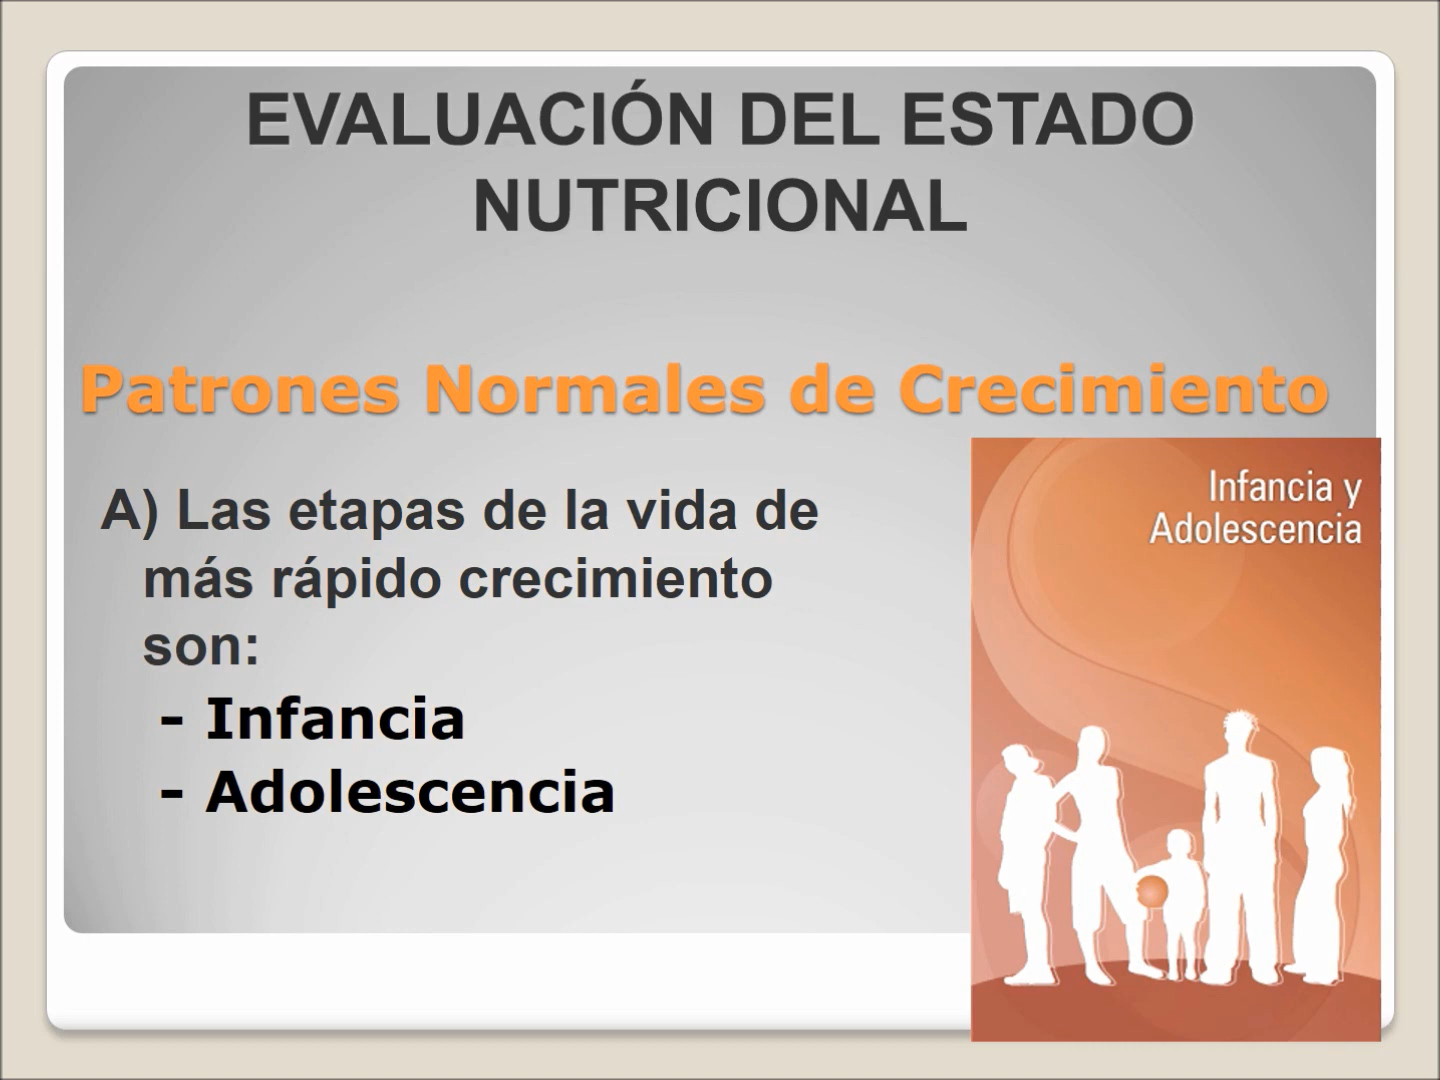 EVALUACIÓN DEL ESTADO
NUTRICIONAL
Patrones Normales de Crecimiento
A) Las etapas de la vida de
más rápido crecimiento
son:
- Infancia
- Adolescencia
Infancia y
Adolescencia